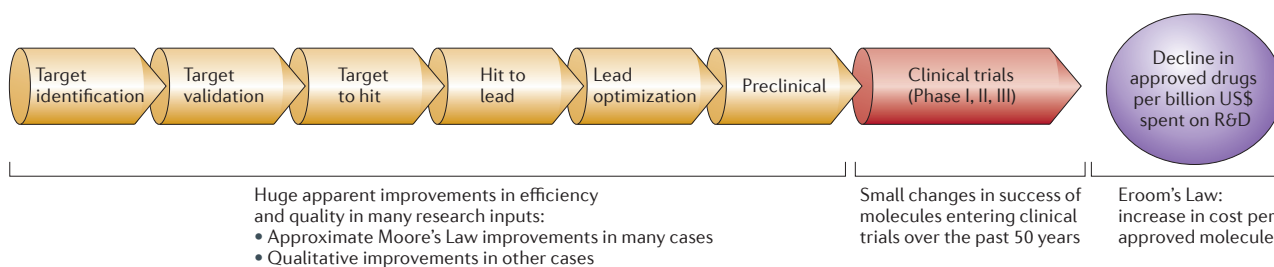 Target
identification
Target
validation
Target
to hit
Hit to
lead
Lead
optimization
Preclinical
Clinical trials
(Phase I, II, III)
Decline in
approved drugs
per billion US$
spent on R&D
Huge apparent improvements in efficiency
and quality in many research inputs:
• Approximate Moore's Law improvements in many cases
• Qualitative improvements in other cases
Small changes in success of
molecules entering clinical
trials over the past 50 years
Eroom's Law:
increase in cost per
approved molecule